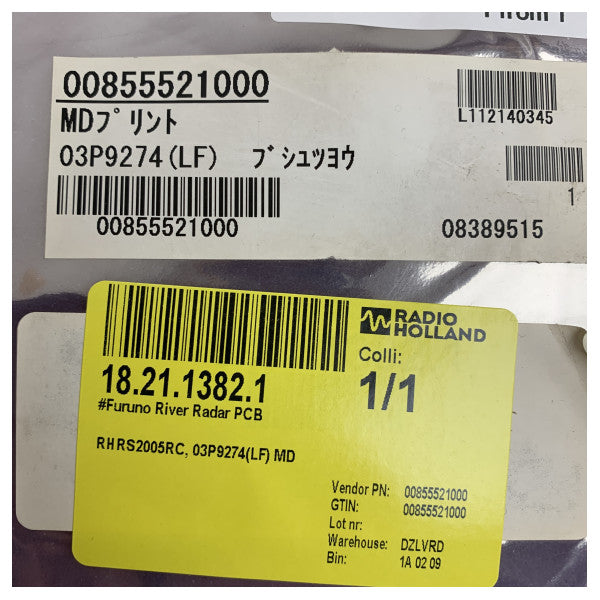 00855521000
MDプリント
03P9274(LF) ブシユツヨウ
00855521000
L112140345
1
08389515
RADIO
HOLLAND
Colli:
1/1
18.21.1382.1
#Furuno River Radar PCB
RHRS2005RC, 03P9274(LF) MD
Vendor PN: 00855521000
GTIN: 00855521000
Lot nr:
Warehouse: DZLVRD
Bin: 1A 02 09